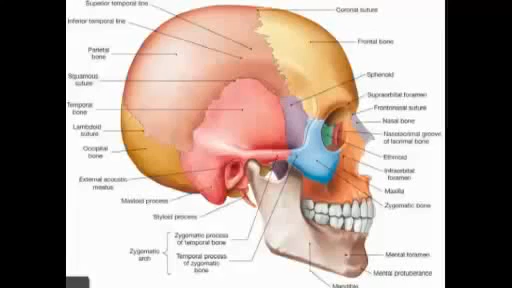 Superior temporal line
Inferior temporal line
Parietal
bone
Squamous
suture
Temporal
bone
Lambdoid
suture
Occipital
bone
External acoustic
meatus
Mastoid process
Styloid process
Zygomatic
arch
Zygomatic process
of temporal bone
Temporal process
of zygomatic
bone
Coronal suture
Frontal bone
Sphenoid
Supraorbital foramen
Frontonasal suture
Nasal bone
Nasolacrimal groove
of lacrimal bone
Ethmoid
Infraorbital
foramen
Maxilla
Zygomatic bone
Mental foramen
Mental protuberance
Mandible